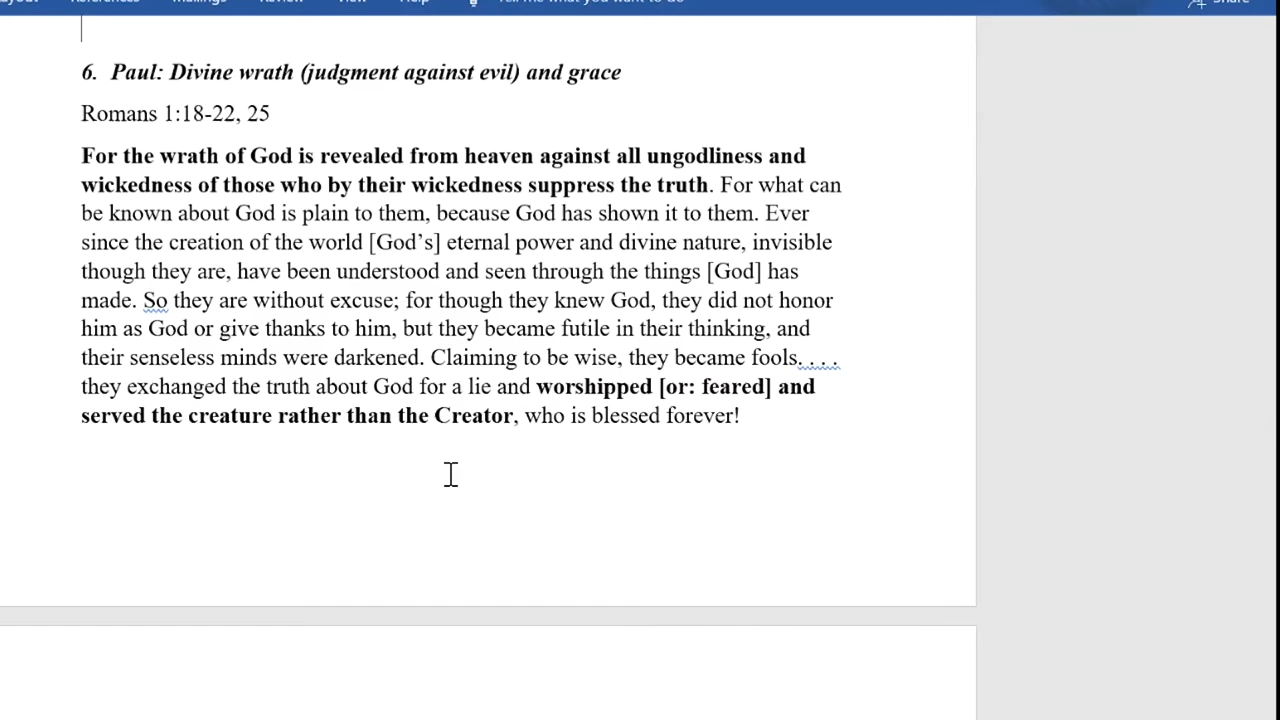 6. Paul: Divine wrath (judgment against evil) and grace
Romans 1:18-22, 25
For the wrath of God is revealed from heaven against all ungodliness and
wickedness of those who by their wickedness suppress the truth. For what can
be known about God is plain to them, because God has shown it to them. Ever
since the creation of the world [God’s] eternal power and divine nature, invisible
though they are, have been understood and seen through the things [God] has
made. So they are without excuse; for though they knew God, they did not honor
him as God or give thanks to him, but they became futile in their thinking, and
their senseless minds were darkened. Claiming to be wise, they became fools. . . .
they exchanged the truth about God for a lie and worshipped [or: feared] and
served the creature rather than the Creator, who is blessed forever!